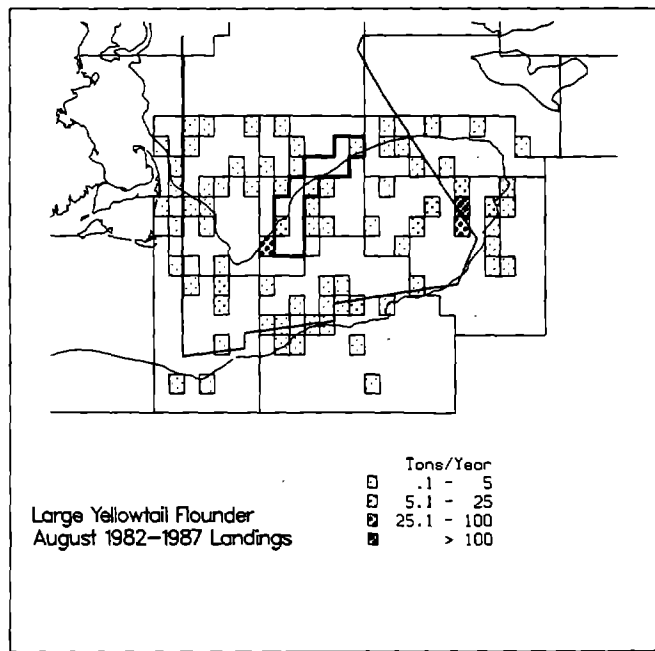 Tons/Year
.1 - 5
5.1 - 25
25.1 - 100
> 100
Large Yellowtail Flounder
August 1982-1987 Landings